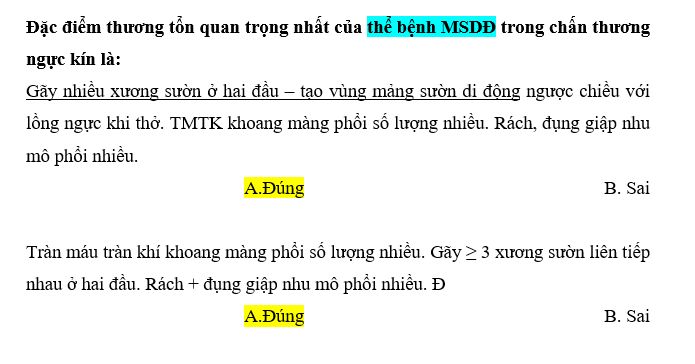 Đặc điểm thương tổn quan trọng nhất của thể bệnh MSDĐ trong chấn thương
ngực kín là:
Gãy nhiều xương sườn ở hai đầu – tạo vùng mảng sườn di động ngược chiều với
lồng ngực khi thở. TMTK khoang màng phổi số lượng nhiều. Rách, đụng giập nhu
mô phổi nhiều.
A.Đúng B. Sai
Tràn máu tràn khí khoang màng phổi số lượng nhiều. Gãy ≥ 3 xương sườn liên tiếp
nhau ở hai đầu. Rách + đụng giập nhu mô phổi nhiều. Đ
A.Đúng B. Sai